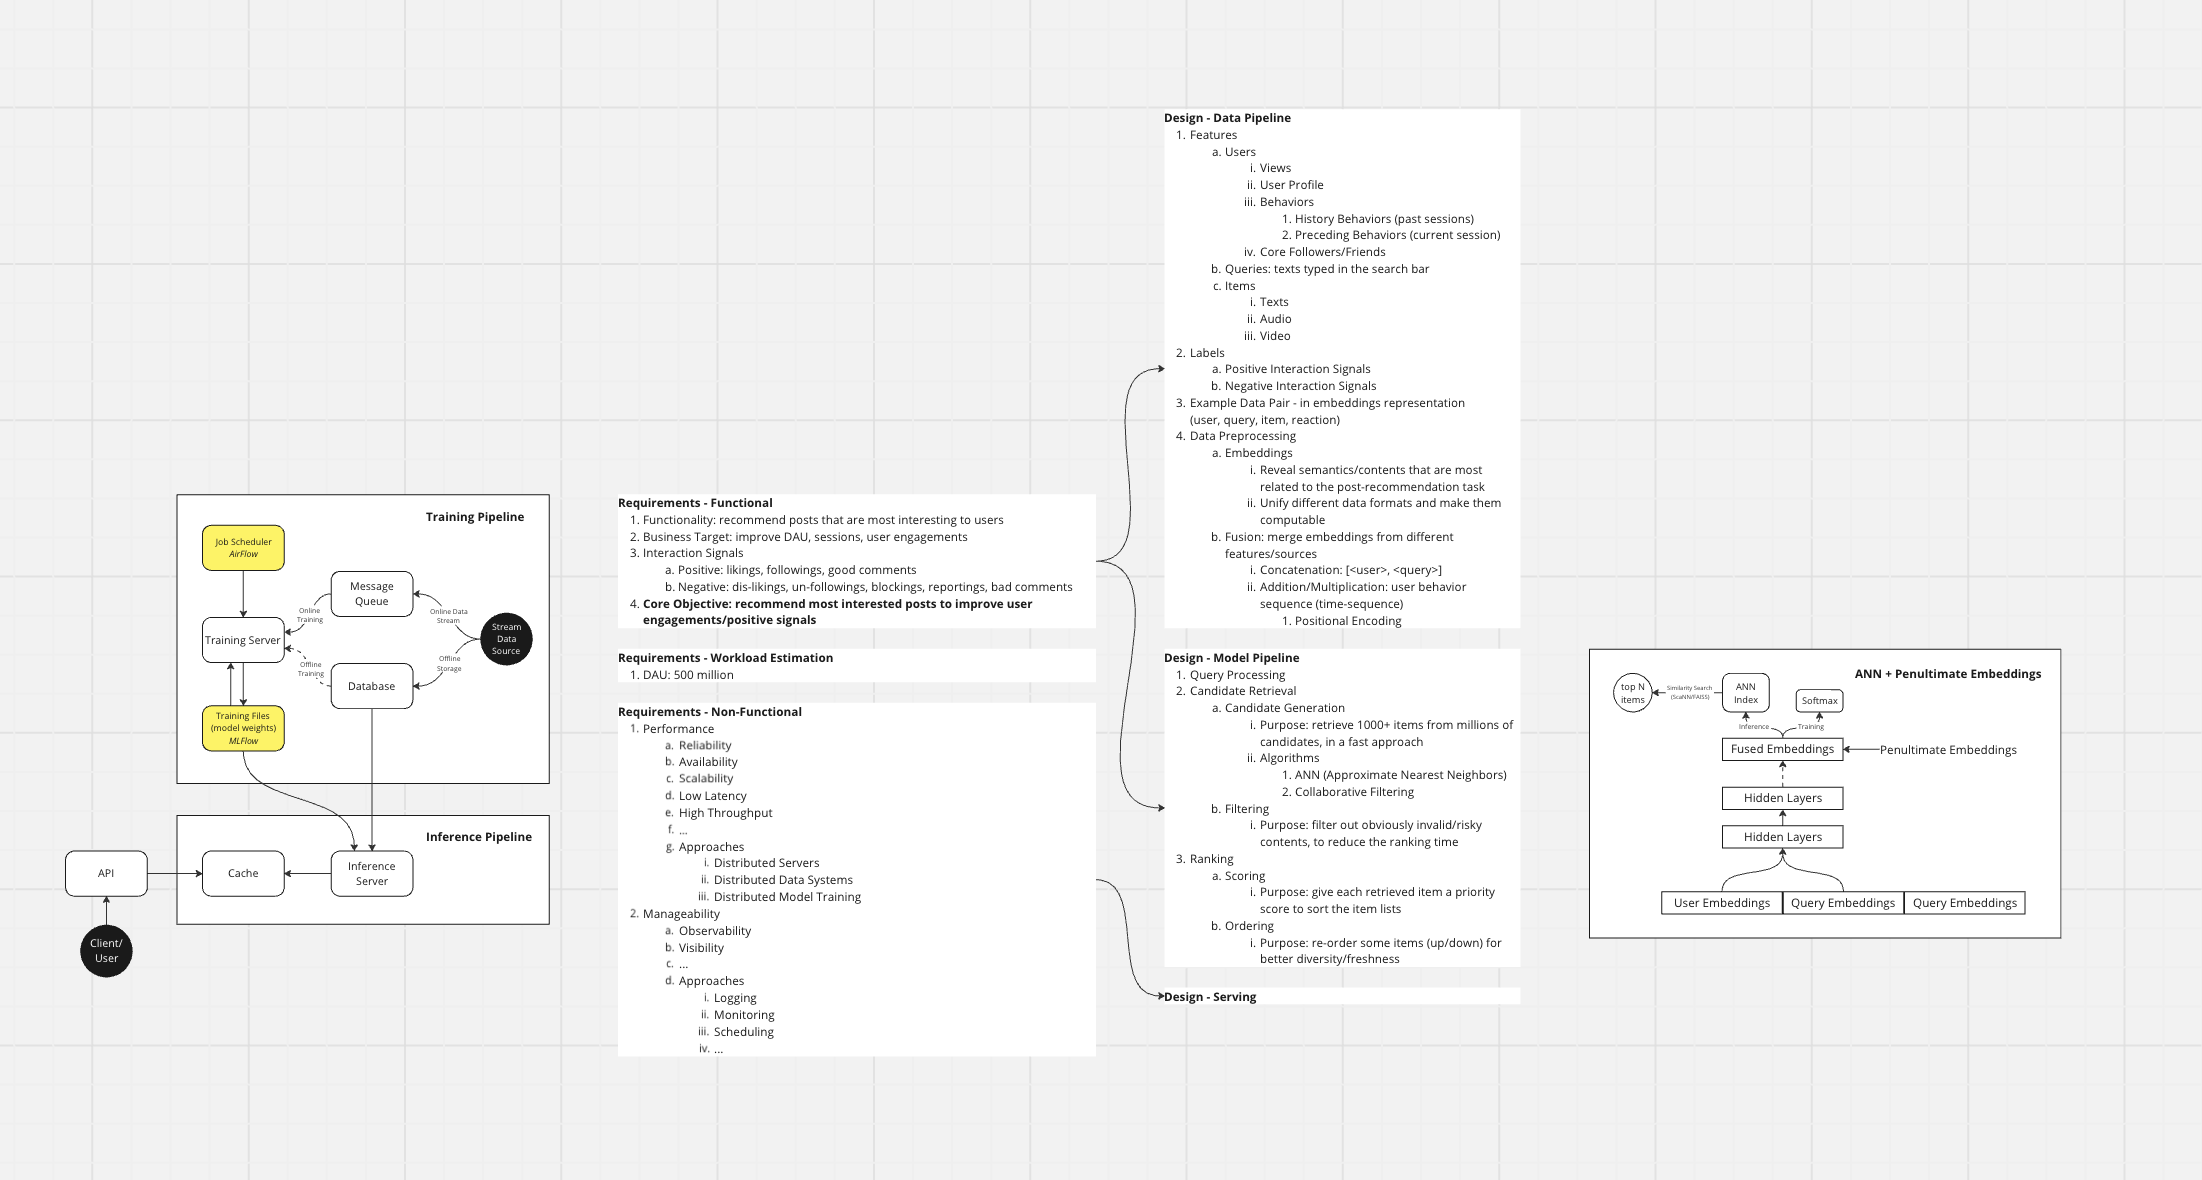 Training Pipeline
Job Scheduler
AirFlow
Message
Queue
Online
Training
Online Data
Stream
Stream
Data
Source
Training Server
Offline
Training
Offline
Storage
Database
Training Files
(model weights)
MLFlow
Inference Pipeline
API
Cache
Inference
Server
Client/
User
Requirements - Functional
1. Functionality: recommend posts that are most interesting to users
2. Business Target: improve DAU, sessions, user engagements
3. Interaction Signals
a. Positive: likings, followings, good comments
b. Negative: dis-likings, un-followings, blockings, reportings, bad comments
4. Core Objective: recommend most interested posts to improve user
engagements/positive signals
Requirements - Workload Estimation
1. DAU: 500 million
Requirements - Non-Functional
1. Performance
a. Reliability
b. Availability
c. Scalability
d. Low Latency
e. High Throughput
f. ...
g. Approaches
i. Distributed Servers
ii. Distributed Data Systems
iii. Distributed Model Training
2. Manageability
a. Observability
b. Visibility
c. ...
d. Approaches
i. Logging
ii. Monitoring
iii. Scheduling
iv. ...
Design - Data Pipeline
1. Features
a. Users
i. Views
ii. User Profile
iii. Behaviors
1. History Behaviors (past sessions)
2. Preceding Behaviors (current session)
iv. Core Followers/Friends
b. Queries: texts typed in the search bar
c. Items
i. Texts
ii. Audio
iii. Video
2. Labels
a. Positive Interaction Signals
b. Negative Interaction Signals
3. Example Data Pair - in embeddings representation
(user, query, item, reaction)
4. Data Preprocessing
a. Embeddings
i. Reveal semantics/contents that are most
related to the post-recommendation task
ii. Unify different data formats and make them
computable
b. Fusion: merge embeddings from different
features/sources
i. Concatenation: [<user>, <query>]
ii. Addition/Multiplication: user behavior
sequence (time-sequence)
1. Positional Encoding
Design - Model Pipeline
1. Query Processing
2. Candidate Retrieval
a. Candidate Generation
i. Purpose: retrieve 1000+ items from millions of
candidates, in a fast approach
ii. Algorithms
1. ANN (Approximate Nearest Neighbors)
2. Collaborative Filtering
b. Filtering
i. Purpose: filter out obviously invalid/risky
contents, to reduce the ranking time
3. Ranking
a. Scoring
i. Purpose: give each retrieved item a priority
score to sort the item lists
b. Ordering
i. Purpose: re-order some items (up/down) for
better diversity/freshness
Design - Serving
ANN + Penultimate Embeddings
top N
items
Similarity Search
(ScaNN/FAISS)
ANN
Index
Softmax
Inference
Training
Fused Embeddings
Penultimate Embeddings
Hidden Layers
Hidden Layers
User Embeddings
Query Embeddings
Query Embeddings